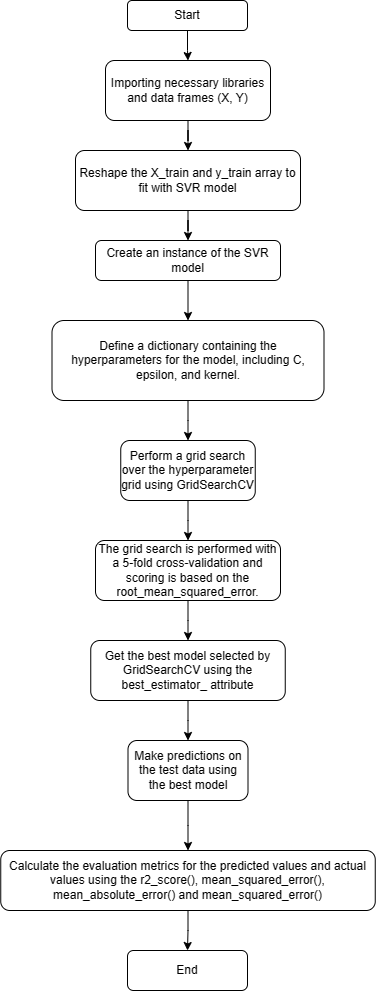 Start
Importing necessary libraries
and data frames (X, Y)
Reshape the X_train and y_train array to
fit with SVR model
Create an instance of the SVR
model
Define a dictionary containing the
hyperparameters for the model, including C,
epsilon, and kernel.
Perform a grid search
over the hyperparameter
grid using GridSearchCV
The grid search is performed with
a 5-fold cross-validation and
scoring is based on the
root_mean_squared_error.
Get the best model selected by
GridSearchCV using the
best_estimator_ attribute
Make predictions on
the test data using
the best model
Calculate the evaluation metrics for the predicted values and actual
values using the r2_score(), mean_squared_error(),
mean_absolute_error() and mean_squared_error()
End